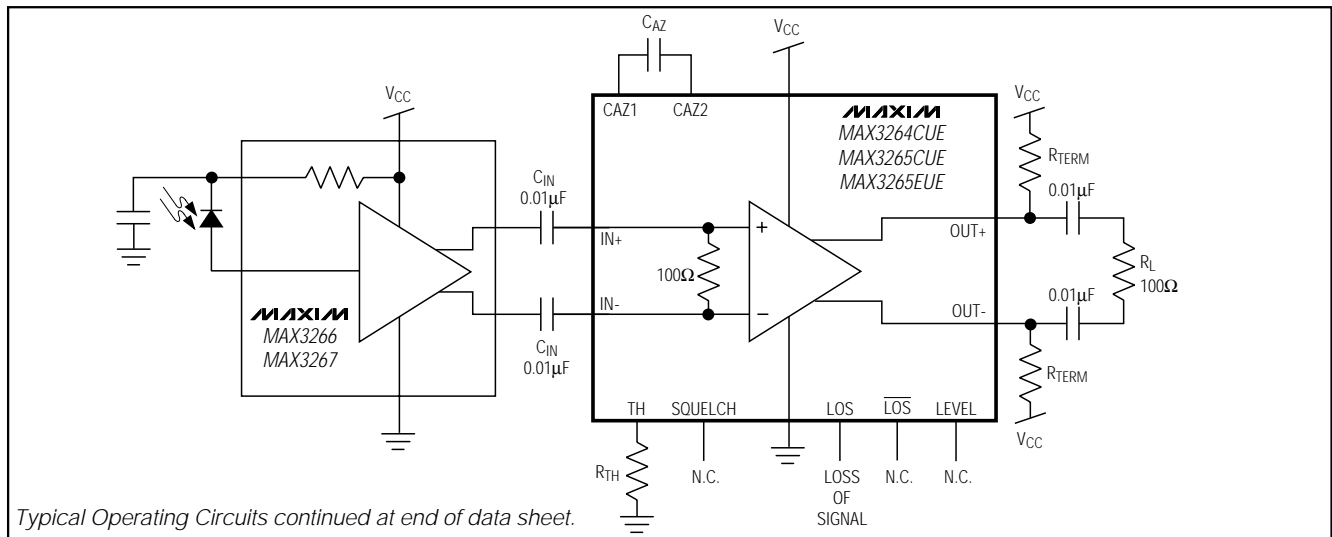 CAZ
VCC
VCC
CAZ1
CAZ2
MAXIM
MAX3264CUE
MAX3265CUE
MAX3265EUE
VCC
RTERM
0.01µF
CIN
0.01µF
IN+
+
OUT+
100Ω
RL
100Ω
MAXIM
MAX3266
MAX3267
IN-
−
OUT-
0.01µF
CIN
0.01µF
RTERM
VCC
TH
SQUELCH
LOS
L̅O̅S̅
LEVEL
RTH
N.C.
LOSS
OF
SIGNAL
N.C.
N.C.
Typical Operating Circuits continued at end of data sheet.